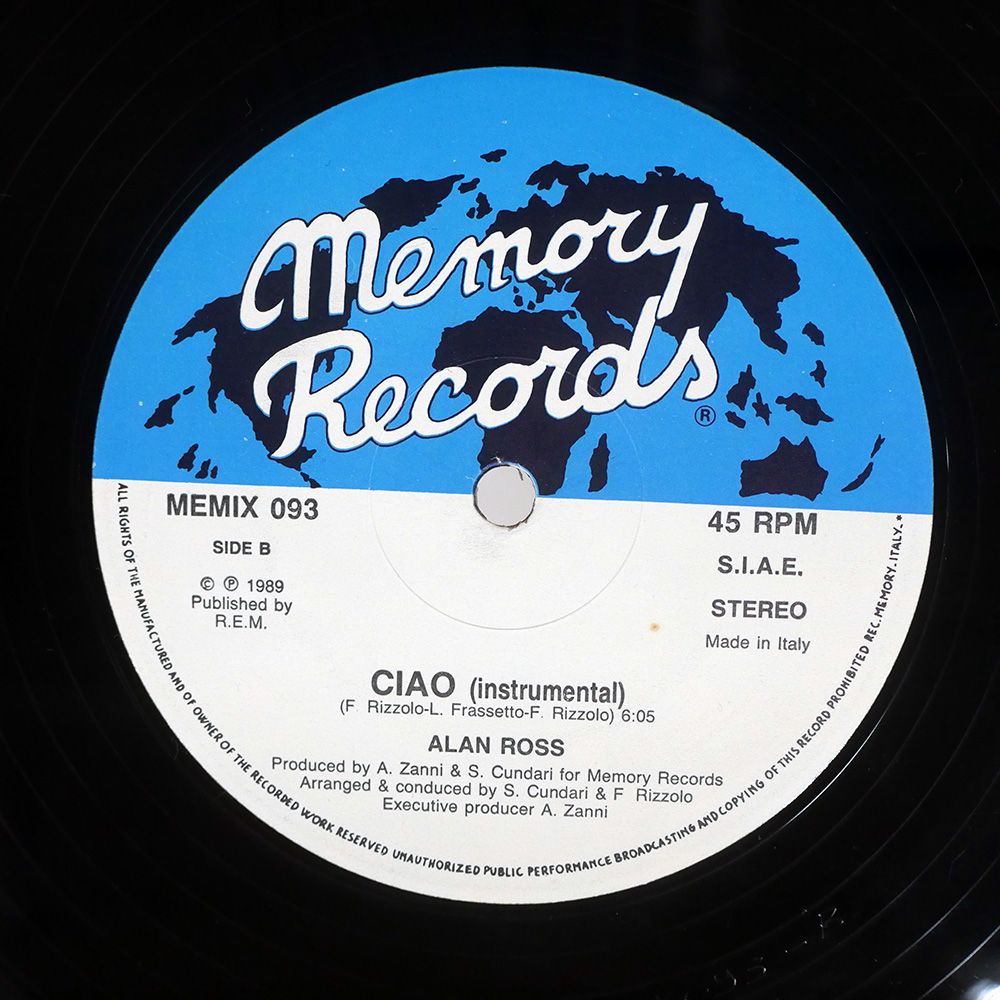 Memory
Records®
MEMIX 093
SIDE B
© ℗ 1989
Published by
R.E.M.
45 RPM
S.I.A.E.
STEREO
Made in Italy
CIAO (instrumental)
(F. Rizzolo-L. Frassetto-F. Rizzolo) 6:05
ALAN ROSS
Produced by A. Zanni & S. Cundari for Memory Records
Arranged & conduced by S. Cundari & F. Rizzolo
Executive producer A. Zanni
ALL RIGHTS OF THE MANUFACTURED AND OF OWNER OF THE RECORDED WORK RESERVED UNAUTHORIZED PUBLIC PERFORMANCE BROADCASTING AND COPYING OF THIS RECORD PROHIBITED REC. MEMORY. ITALY. *